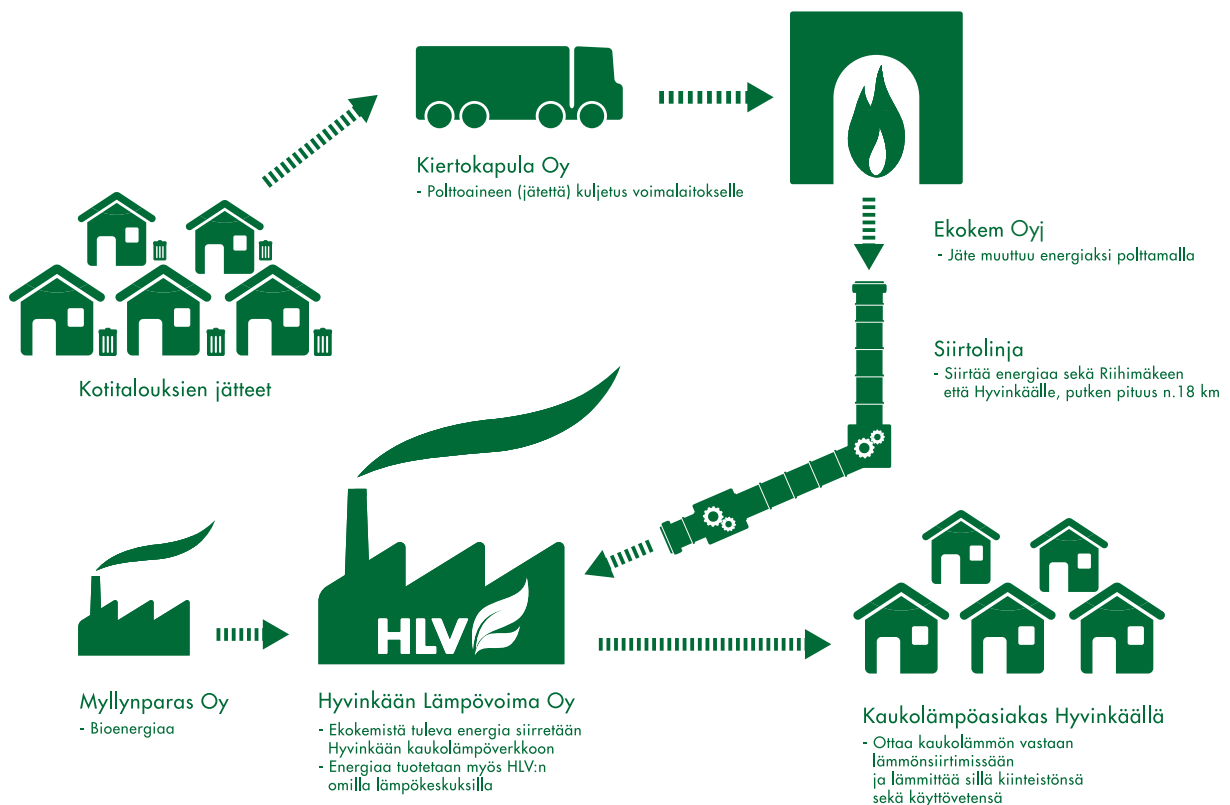 Kiertokapula Oy
- Polttoaineen (jätettä) kuljetus voimalaitokselle
Ekokem Oyj
- Jäte muuttuu energiaksi polttamalla
Kotitalouksien jätteet
Siirtolinja
- Siirtää energiaa sekä Riihimäkeen
että Hyvinkäälle, putken pituus n.18 km
HLV
Myllynparas Oy
- Bioenergiaa
Hyvinkään Lämpövoima Oy
- Ekokemistä tuleva energia siirretään
Hyvinkään kaukolämpöverkkoon
- Energiaa tuotetaan myös HLV:n
omilla lämpökeskuksilla
Kaukolämpöasiakas Hyvinkäällä
- Ottaa kaukolämmön vastaan
lämmönsiirtimissään
ja lämmittää sillä kiinteistönsä
sekä käyttövetensä